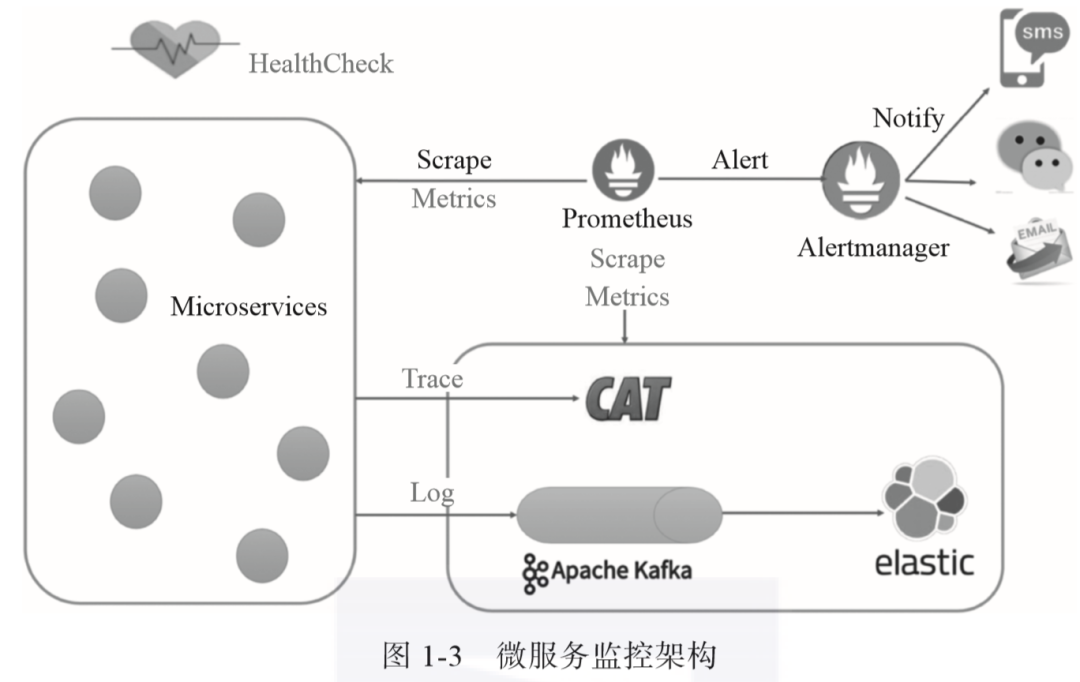 HealthCheck
sms
Notify
Scrape
Metrics
Alert
Prometheus
Alertmanager
EMAIL
Scrape
Metrics
Microservices
Trace
CAT
Log
Apache Kafka
elastic
图 1-3 微服务监控架构